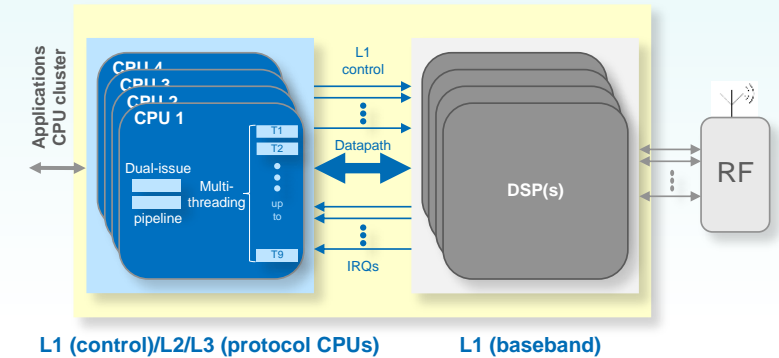 Applications
CPU cluster
CPU 4
CPU 3
CPU 2
CPU 1
T1
T2
Dual-issue
pipeline
Multi-
threading
up
to
T9
L1
control
Datapath
IRQs
DSP(s)
RF
L1 (control)/L2/L3 (protocol CPUs)
L1 (baseband)